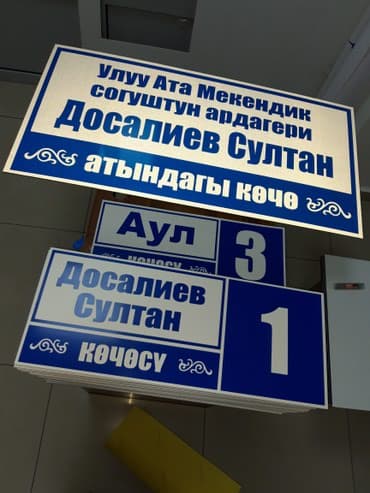 Улуу Ата Мекендик
согуштун ардагери
Досалиев Султан
атындагы көчө
Аул
көчөсү
3
Досалиев
Султан
көчөсү
1